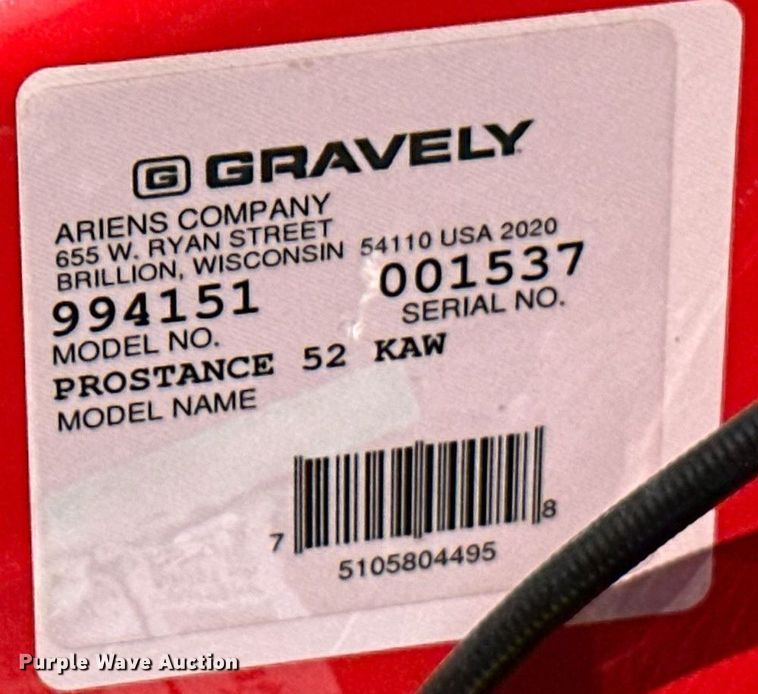 G GRAVELY
ARIENS COMPANY
655 W. RYAN STREET
BRILLION, WISCONSIN 54110 USA 2020
994151 001537
MODEL NO. SERIAL NO.
PROSTANCE 52 KAW
MODEL NAME
7 5105804495 8
Purple Wave Auction